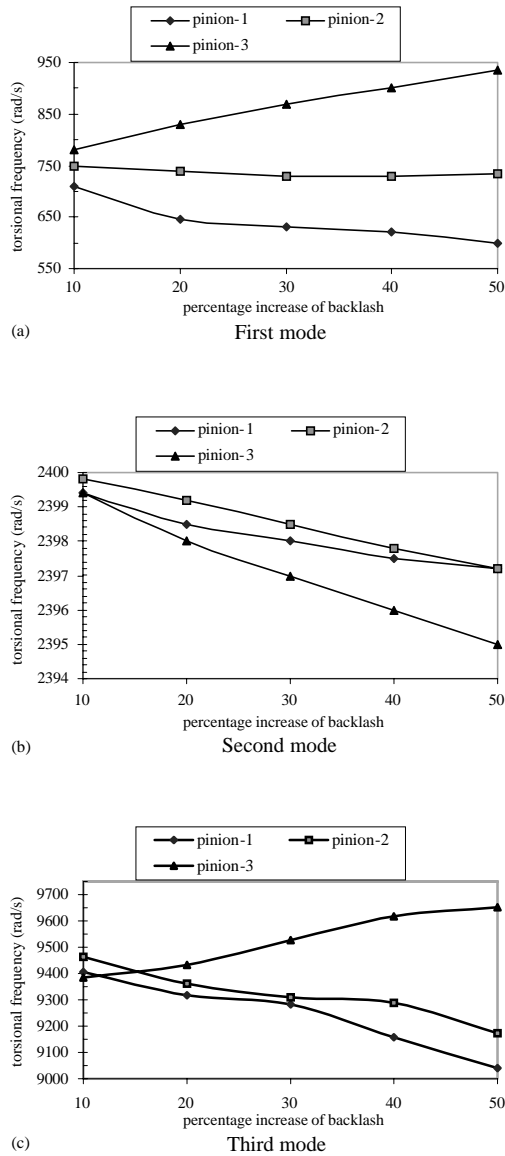 pinion-1 pinion-2
pinion-3
torsional frequency (rad/s)
950
850
750
650
550
10 20 30 40 50
percentage increase of backlash
(a) First mode
pinion-1 pinion-2
pinion-3
torsional frequency (rad/s)
2400
2399
2398
2397
2396
2395
2394
10 20 30 40 50
percentage increase of backlash
(b) Second mode
pinion-1 pinion-2
pinion-3
torsional frequency (rad/s)
9700
9600
9500
9400
9300
9200
9100
9000
10 20 30 40 50
percentage increase of backlash
(c) Third mode